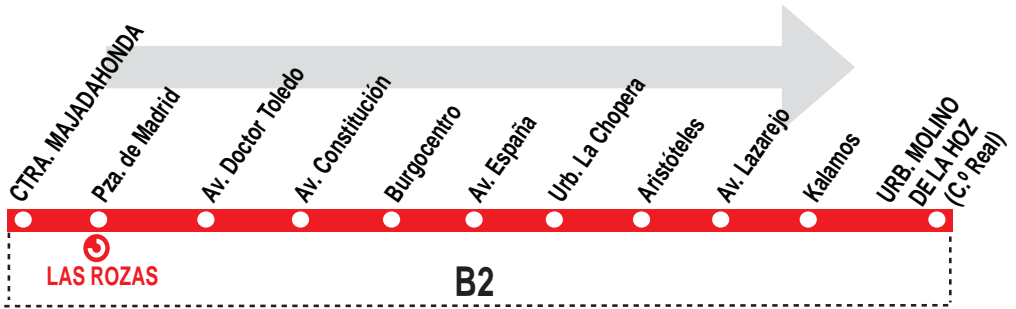 CTRA. MAJADAHONDA
Pza. de Madrid
Av. Doctor Toledo
Av. Constitución
Burgocentro
Av. España
Urb. La Chopera
Aristóteles
Av. Lazarejo
Kalamos
URB. MOLINO
DE LA HOZ
(C.º Real)
LAS ROZAS
B2